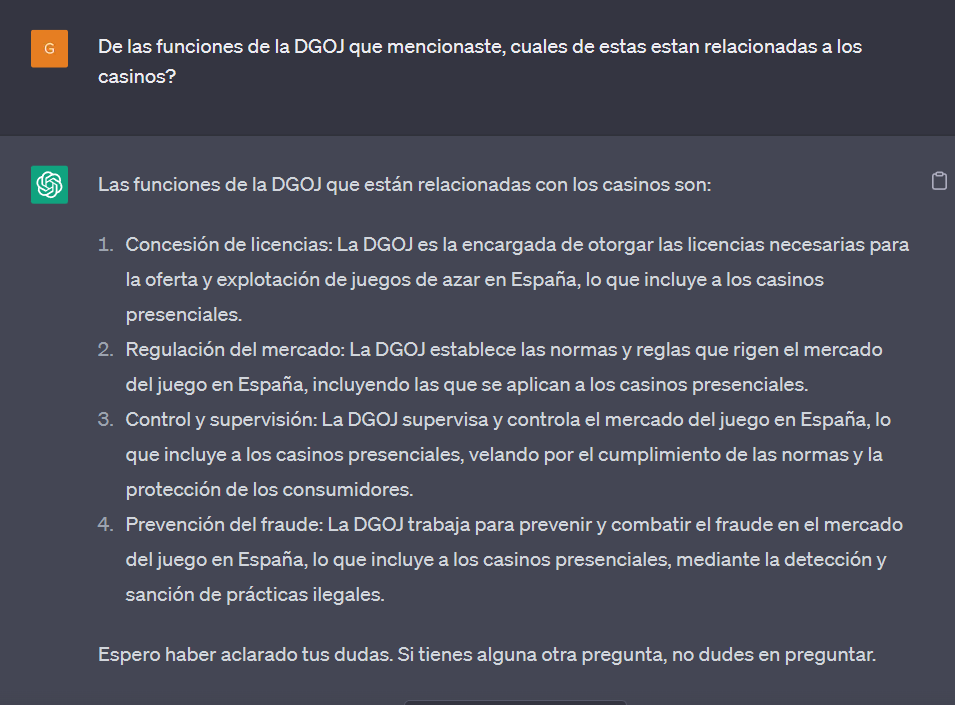 G
De las funciones de la DGOJ que mencionaste, cuales de estas estan relacionadas a los
casinos?
Las funciones de la DGOJ que están relacionadas con los casinos son:
1. Concesión de licencias: La DGOJ es la encargada de otorgar las licencias necesarias para
la oferta y explotación de juegos de azar en España, lo que incluye a los casinos
presenciales.
2. Regulación del mercado: La DGOJ establece las normas y reglas que rigen el mercado
del juego en España, incluyendo las que se aplican a los casinos presenciales.
3. Control y supervisión: La DGOJ supervisa y controla el mercado del juego en España, lo
que incluye a los casinos presenciales, velando por el cumplimiento de las normas y la
protección de los consumidores.
4. Prevención del fraude: La DGOJ trabaja para prevenir y combatir el fraude en el mercado
del juego en España, lo que incluye a los casinos presenciales, mediante la detección y
sanción de prácticas ilegales.
Espero haber aclarado tus dudas. Si tienes alguna otra pregunta, no dudes en preguntar.